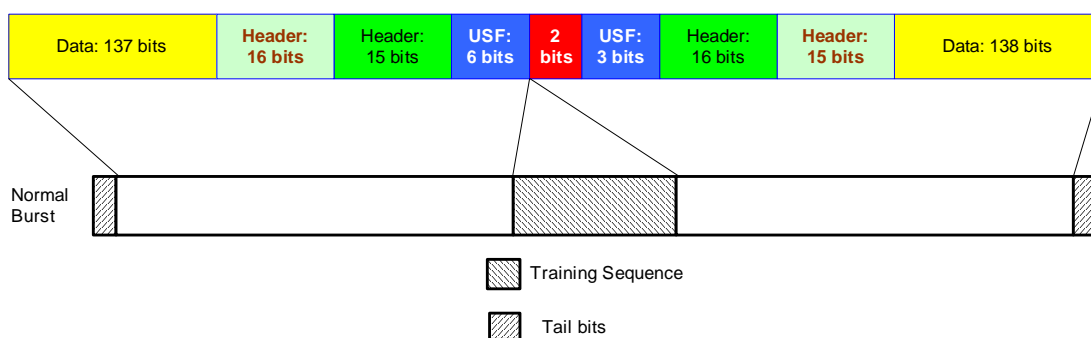 Data: 137 bits
Header:
16 bits
Header:
15 bits
USF:
6 bits
2
bits
USF:
3 bits
Header:
16 bits
Header:
15 bits
Data: 138 bits
Normal
Burst
Training Sequence
Tail bits